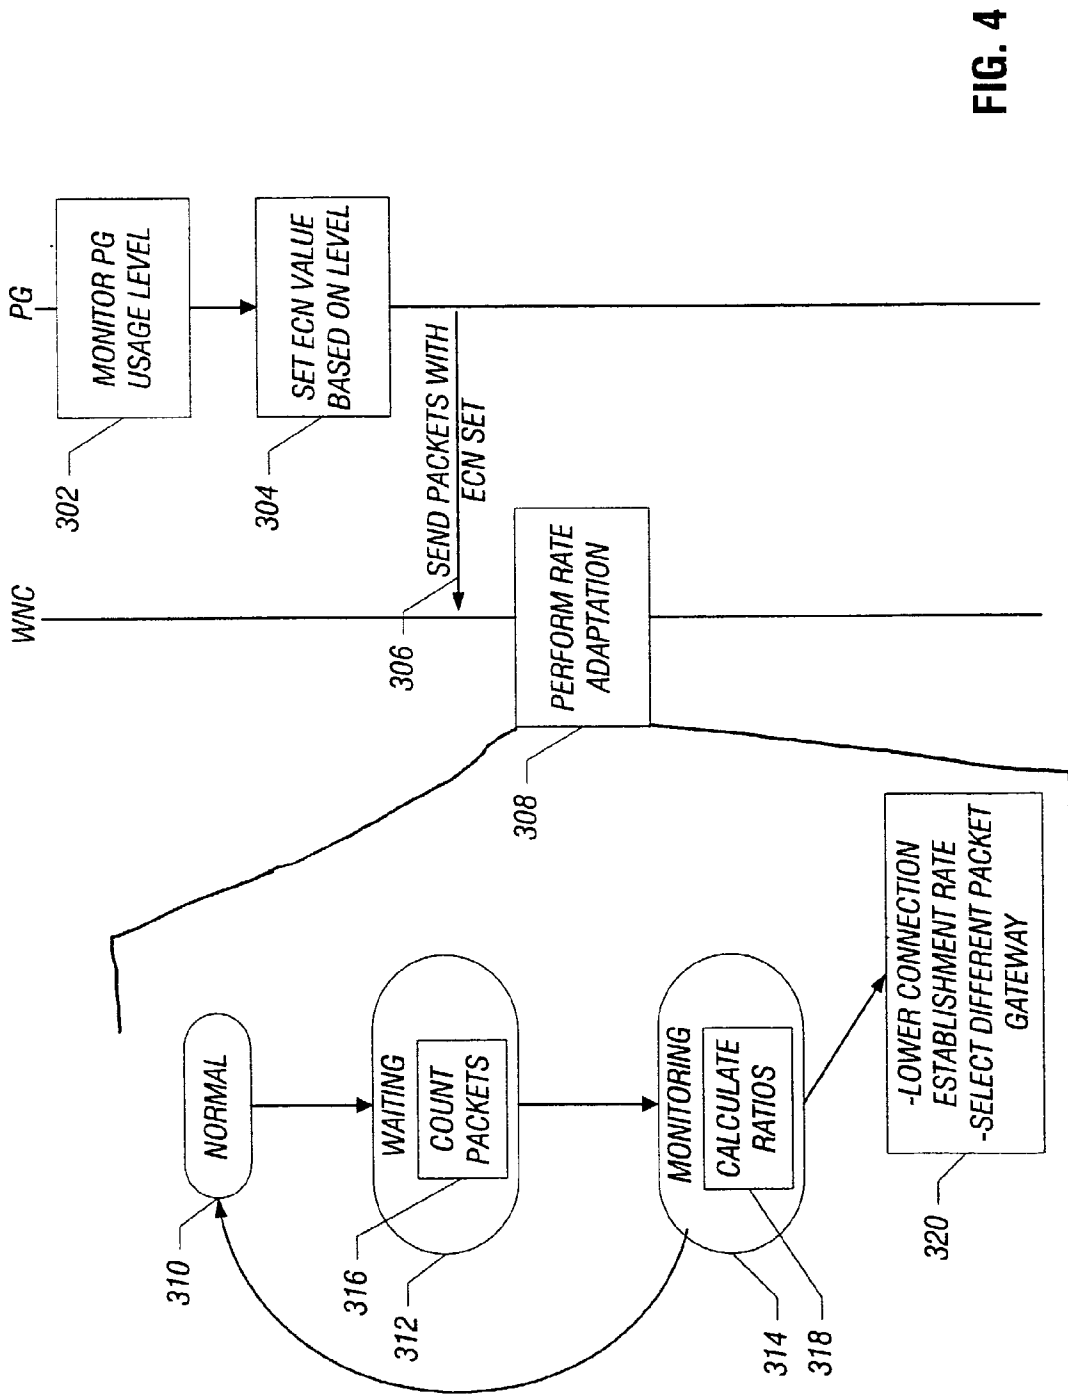 PG
MONITOR PG
USAGE LEVEL
302
SET ECN VALUE
BASED ON LEVEL
304
WNC
SEND PACKETS WITH
ECN SET
306
PERFORM RATE
ADAPTATION
308
NORMAL
310
WAITING
COUNT
PACKETS
316
312
MONITORING
CALCULATE
RATIOS
314
318
-LOWER CONNECTION
ESTABLISHMENT RATE
-SELECT DIFFERENT PACKET
GATEWAY
320
FIG. 4